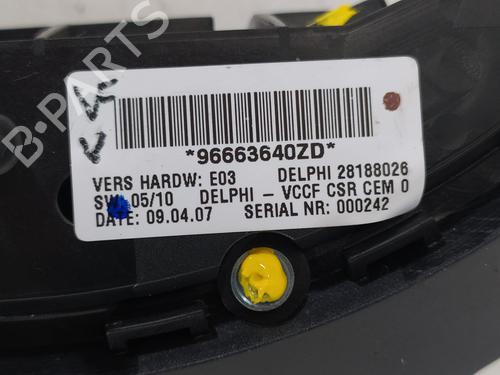 B-PARTS
*96663640ZD*
VERS HARDW: E03 DELPHI 28188026
SW: 05/10 DELPHI - VCCF CSR CEM 0
DATE: 09.04.07 SERIAL NR: 000242